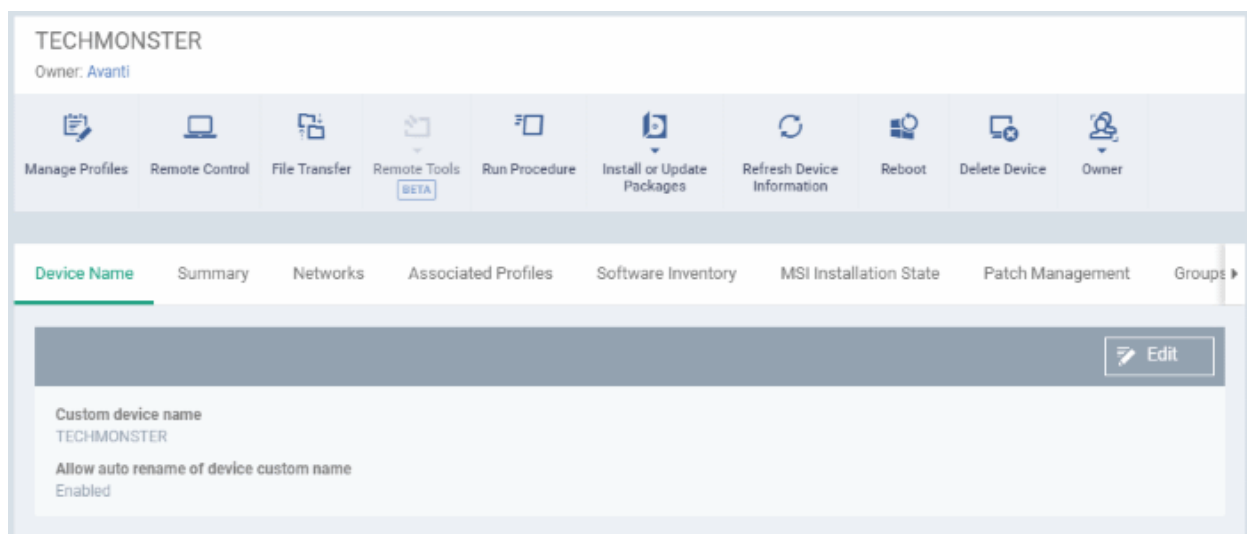 TECHMONSTER
Owner: Avanti
Manage Profiles
Remote Control
File Transfer
Remote Tools
BETA
Run Procedure
Install or Update
Packages
Refresh Device
Information
Reboot
Delete Device
Owner
Device Name
Summary
Networks
Associated Profiles
Software Inventory
MSI Installation State
Patch Management
Groups
Edit
Custom device name
TECHMONSTER
Allow auto rename of device custom name
Enabled